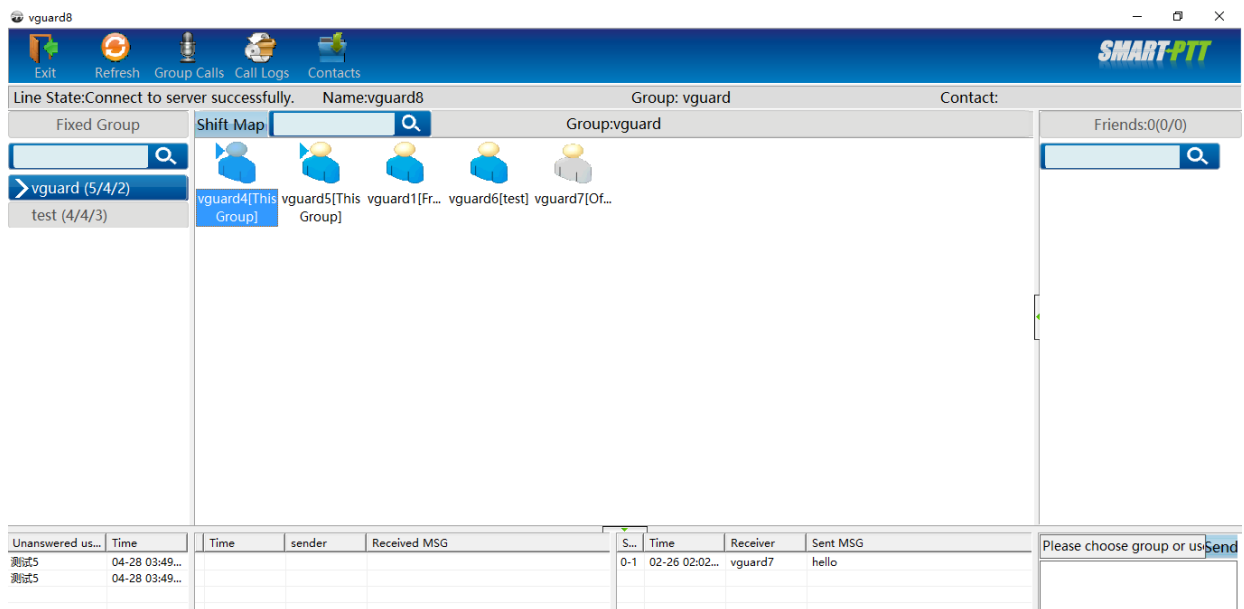 vguard8
SMART-PTT
Exit Refresh Group Calls Call Logs Contacts
Line State:Connect to server successfully. Name:vguard8 Group: vguard Contact:
Fixed Group Shift Map Group:vguard Friends:0(0/0)
vguard (5/4/2)
test (4/4/3)
vguard4[This Group] vguard5[This Group] vguard1[Fr... vguard6[test] vguard7[Of...
Unanswered us... Time Time sender Received MSG S... Time Receiver Sent MSG Please choose group or us Send
测试5 04-28 03:49... 0-1 02-26 02:02... vguard7 hello
测试5 04-28 03:49...